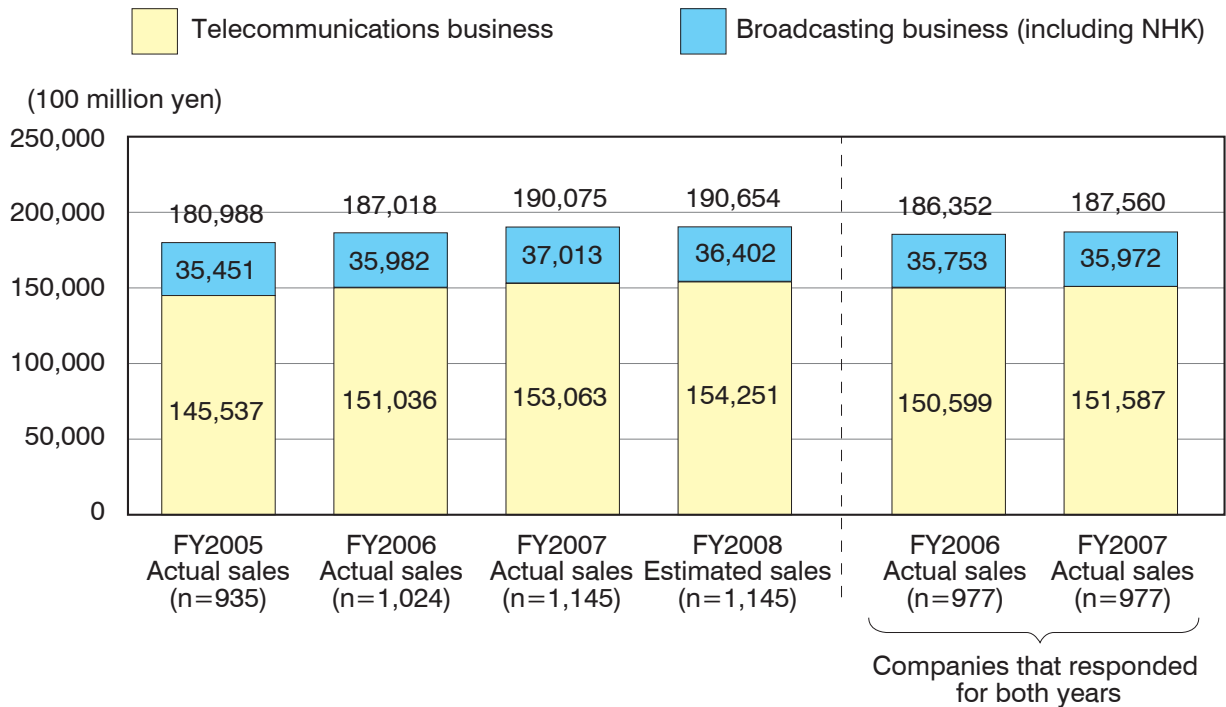 Telecommunications business
Broadcasting business (including NHK)
(100 million yen)
250,000
200,000
150,000
100,000
50,000
0
180,988
187,018
190,075
190,654
186,352
187,560
35,451
35,982
37,013
36,402
35,753
35,972
145,537
151,036
153,063
154,251
150,599
151,587
FY2005
Actual sales
(n=935)
FY2006
Actual sales
(n=1,024)
FY2007
Actual sales
(n=1,145)
FY2008
Estimated sales
(n=1,145)
FY2006
Actual sales
(n=977)
FY2007
Actual sales
(n=977)
Companies that responded
for both years